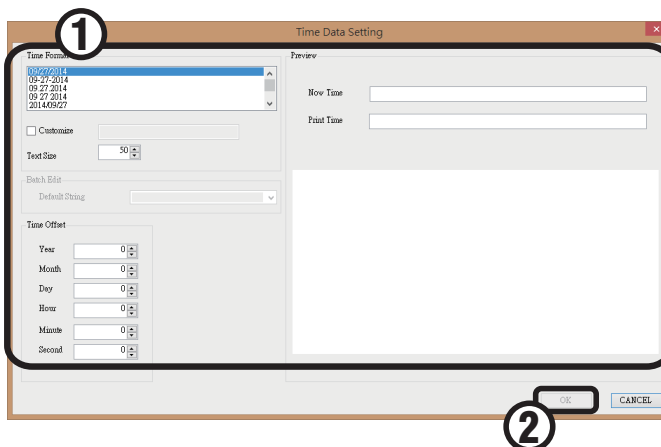 Time Data Setting
1
Time Format
09/27/2014
09-27-2014
09.27.2014
09 27 2014
2014/09/27
Customize
Text Size 50
Batch Edit
Default String
Time Offset
Year 0
Month 0
Day 0
Hour 0
Minute 0
Second 0
Preview
Now Time
Print Time
OK
CANCEL
2